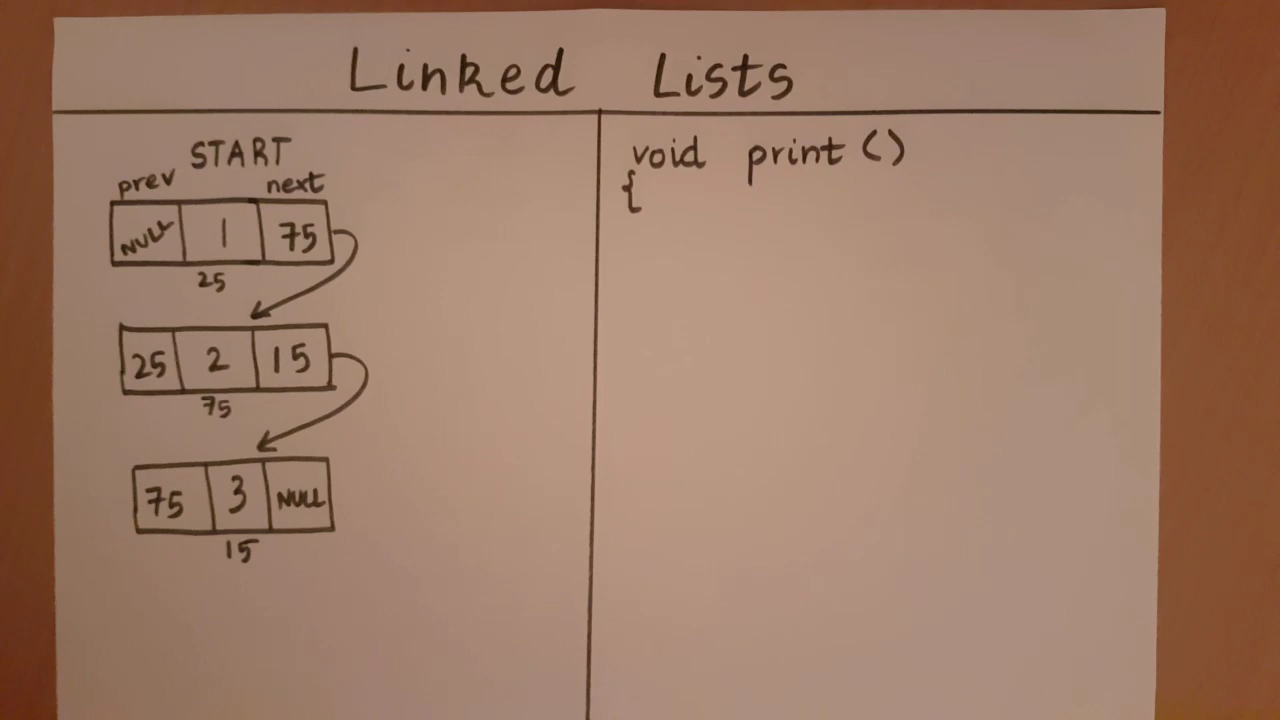 Linked Lists
START
prev next
NULL 1 75
25
25 2 15
75
75 3 NULL
15
void print ()
{